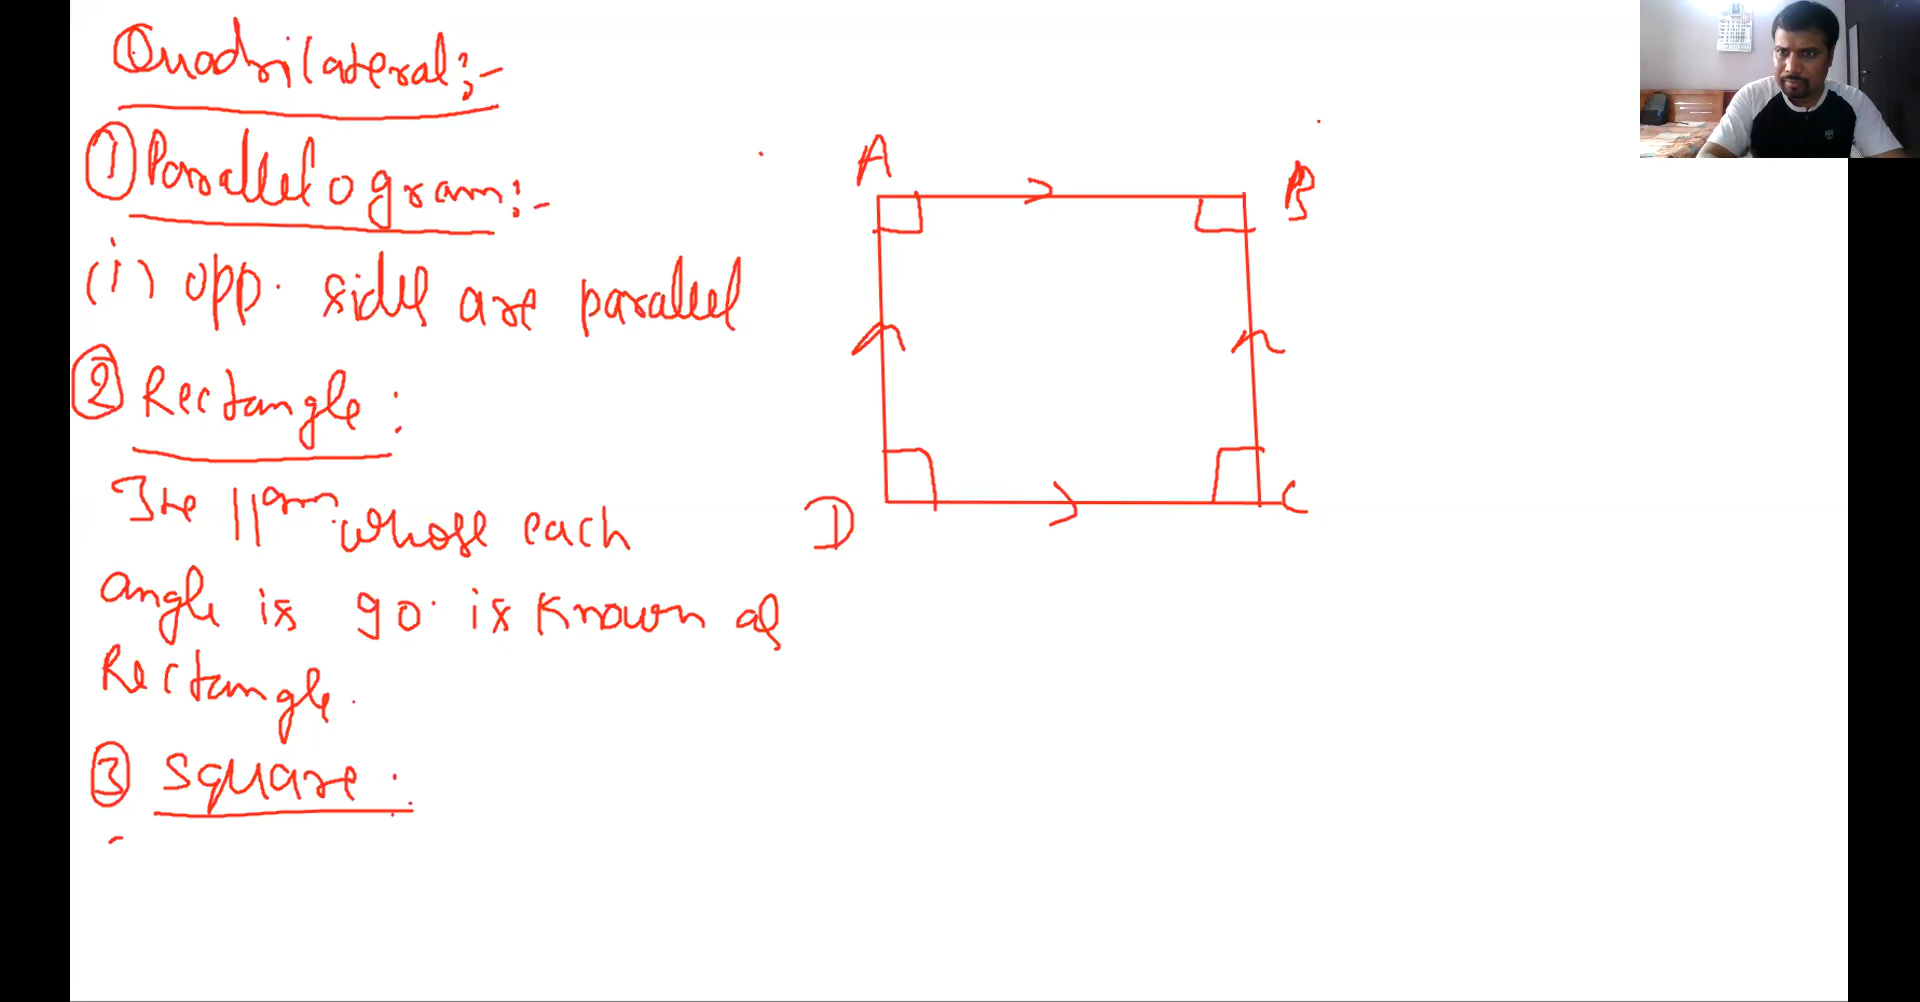 Quadrilateral :-
① Parallelogram :-
(i) opp. sides are parallel
② Rectangle :
The ||gram whose each
angle is 90° is known as
Rectangle.
③ Square :
A
B
D
C